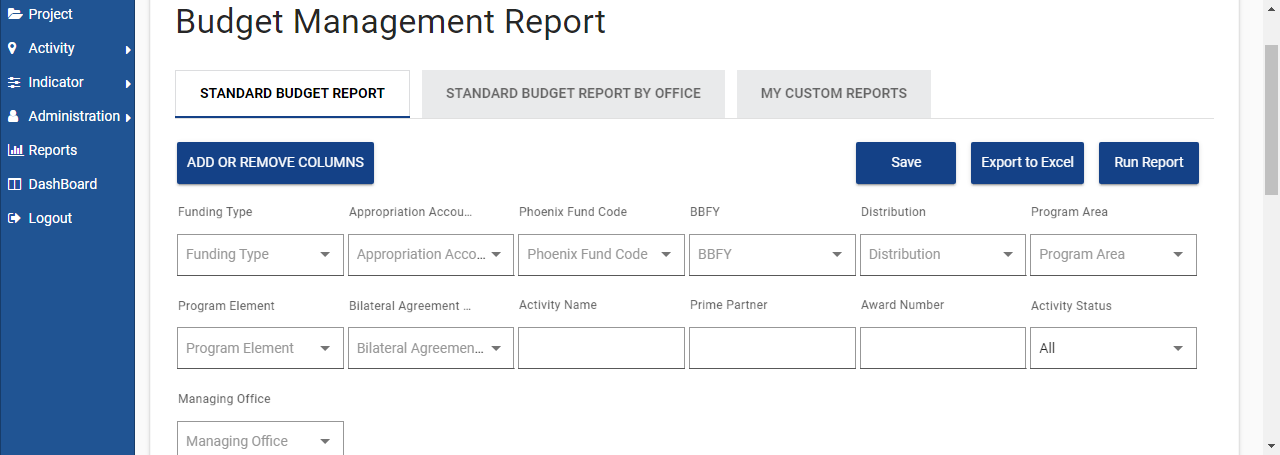 Project
Activity
Indicator
Administration
Reports
DashBoard
Logout
Budget Management Report
STANDARD BUDGET REPORT STANDARD BUDGET REPORT BY OFFICE MY CUSTOM REPORTS
ADD OR REMOVE COLUMNS Save Export to Excel Run Report
Funding Type Appropriation Accou... Phoenix Fund Code BBFY Distribution Program Area
Funding Type Appropriation Acco... Phoenix Fund Code BBFY Distribution Program Area
Program Element Bilateral Agreement ... Activity Name Prime Partner Award Number Activity Status
Program Element Bilateral Agreemen... All
Managing Office
Managing Office